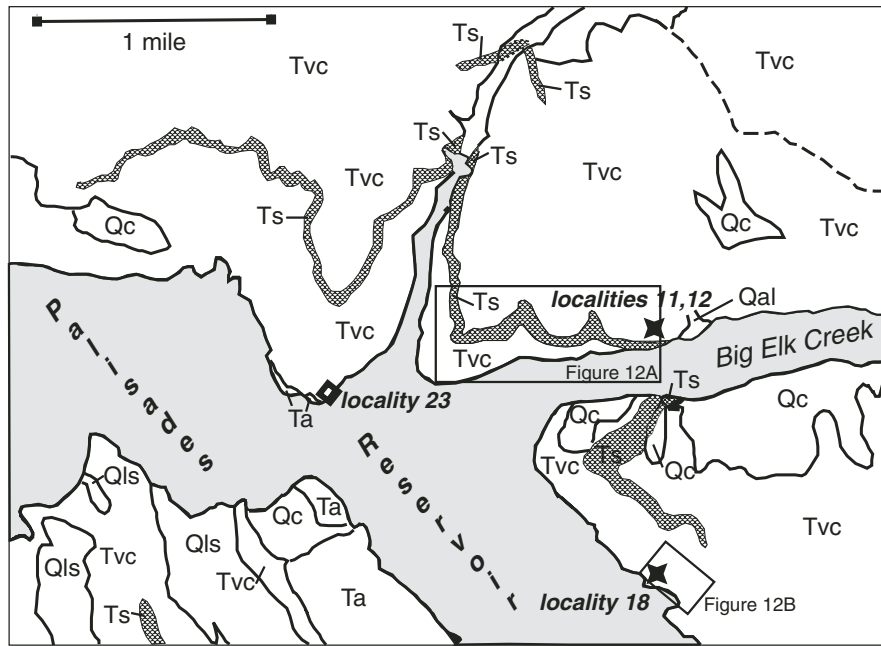 1 mile
Ts
Tvc
Tvc
Ts
Ts
Ts
Tvc
Tvc
Ts
Qc
Qc
Tvc
Palisades
Reservoir
Ts
localities 11,12
Qal
Tvc
Tvc
Big Elk Creek
Figure 12A
Ts
Ta
locality 23
Qc
Qc
Tvc
Ts
Qc
Qls
Qc
Ta
Tvc
Qls
Tvc
Qls
Tvc
Ta
Ts
locality 18
Figure 12B